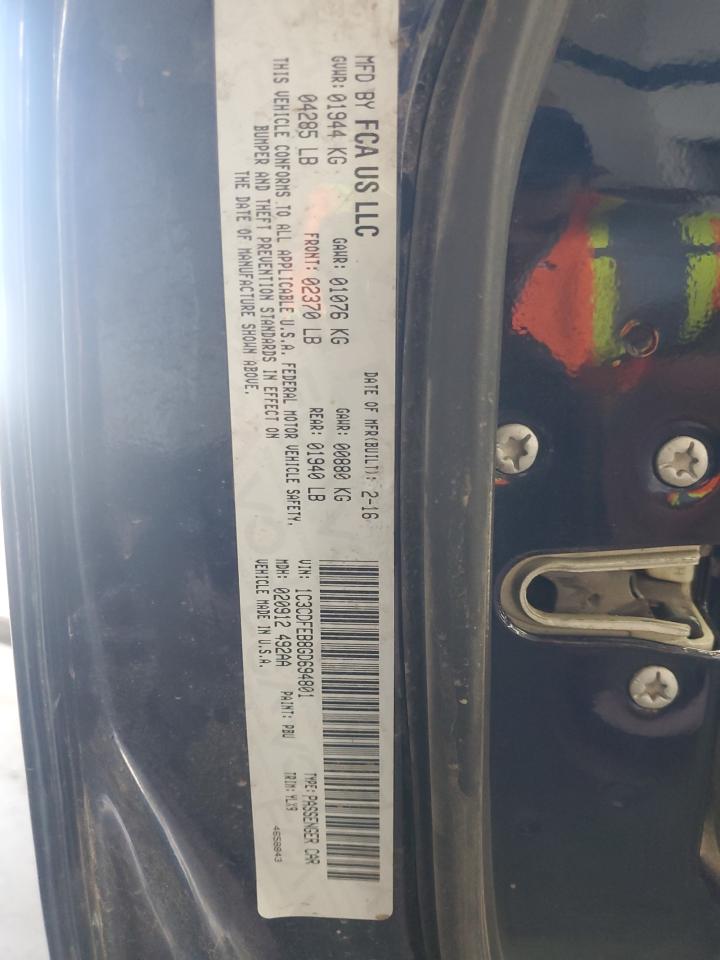 MFD BY FCA US LLC
DATE OF MFR(BUILT): 2-16
GVWR: 01944 KG GAWR: 01076 KG GAWR: 00880 KG
04285 LB FRONT: 02370 LB REAR: 01940 LB
THIS VEHICLE CONFORMS TO ALL APPLICABLE U.S.A. FEDERAL MOTOR VEHICLE SAFETY,
BUMPER AND THEFT PREVENTION STANDARDS IN EFFECT ON
THE DATE OF MANUFACTURE SHOWN ABOVE.
VIN: 1C3CDFEB8GD694801 TYPE: PASSENGER CAR
MDH: 020912 492AA PAINT: PBU TRIM: YLX9
VEHICLE MADE IN U.S.A. 4658843